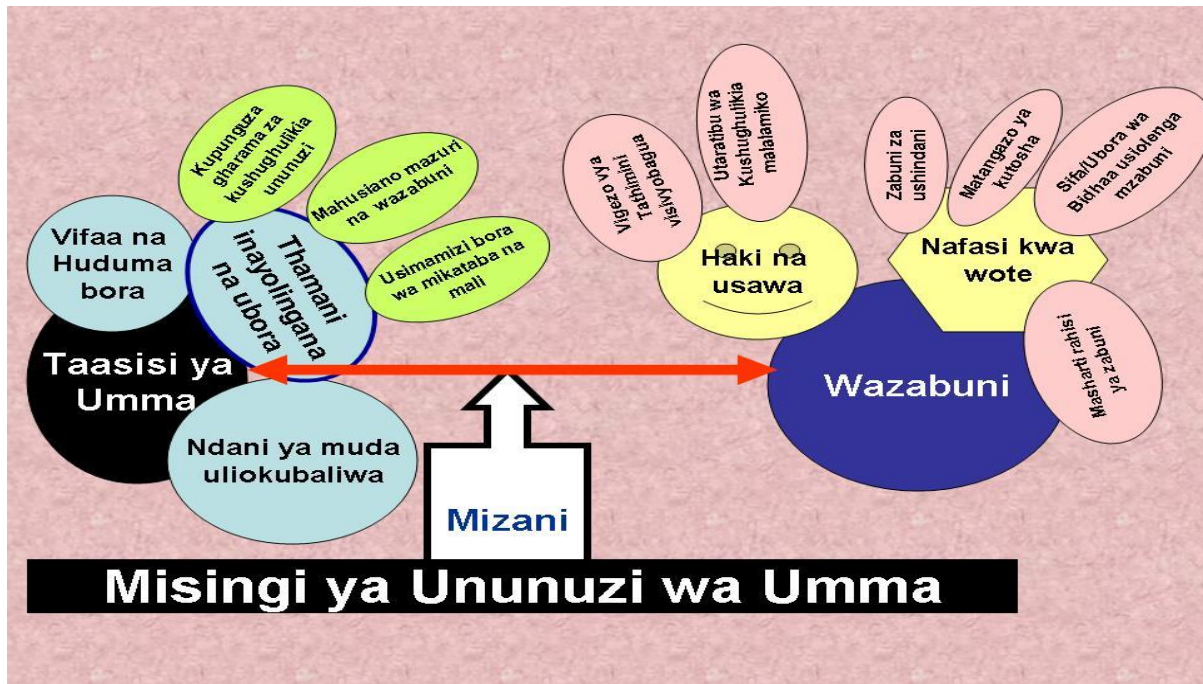 Kupunguza
gharama za
kushughulikia
ununuzi
Mahusiano mazuri
na wazabuni
Usimamizi bora
wa mikataba na
mali
Vifaa na
Huduma
bora
Thamani
inayolingana
na ubora
Taasisi ya
Umma
Ndani ya muda
uliokubaliwa
Vigezo vya
Tathimini
visivyobagua
Utaratibu wa
Kushughulikia
malalamiko
Haki na
usawa
Zabuni za
ushindani
Matangazo ya
kutosha
Sifa/Ubora wa
Bidhaa usiolenga
mzabuni
Nafasi kwa
wote
Masharti rahisi
ya zabuni
Wazabuni
Mizani
Misingi ya Ununuzi wa Umma